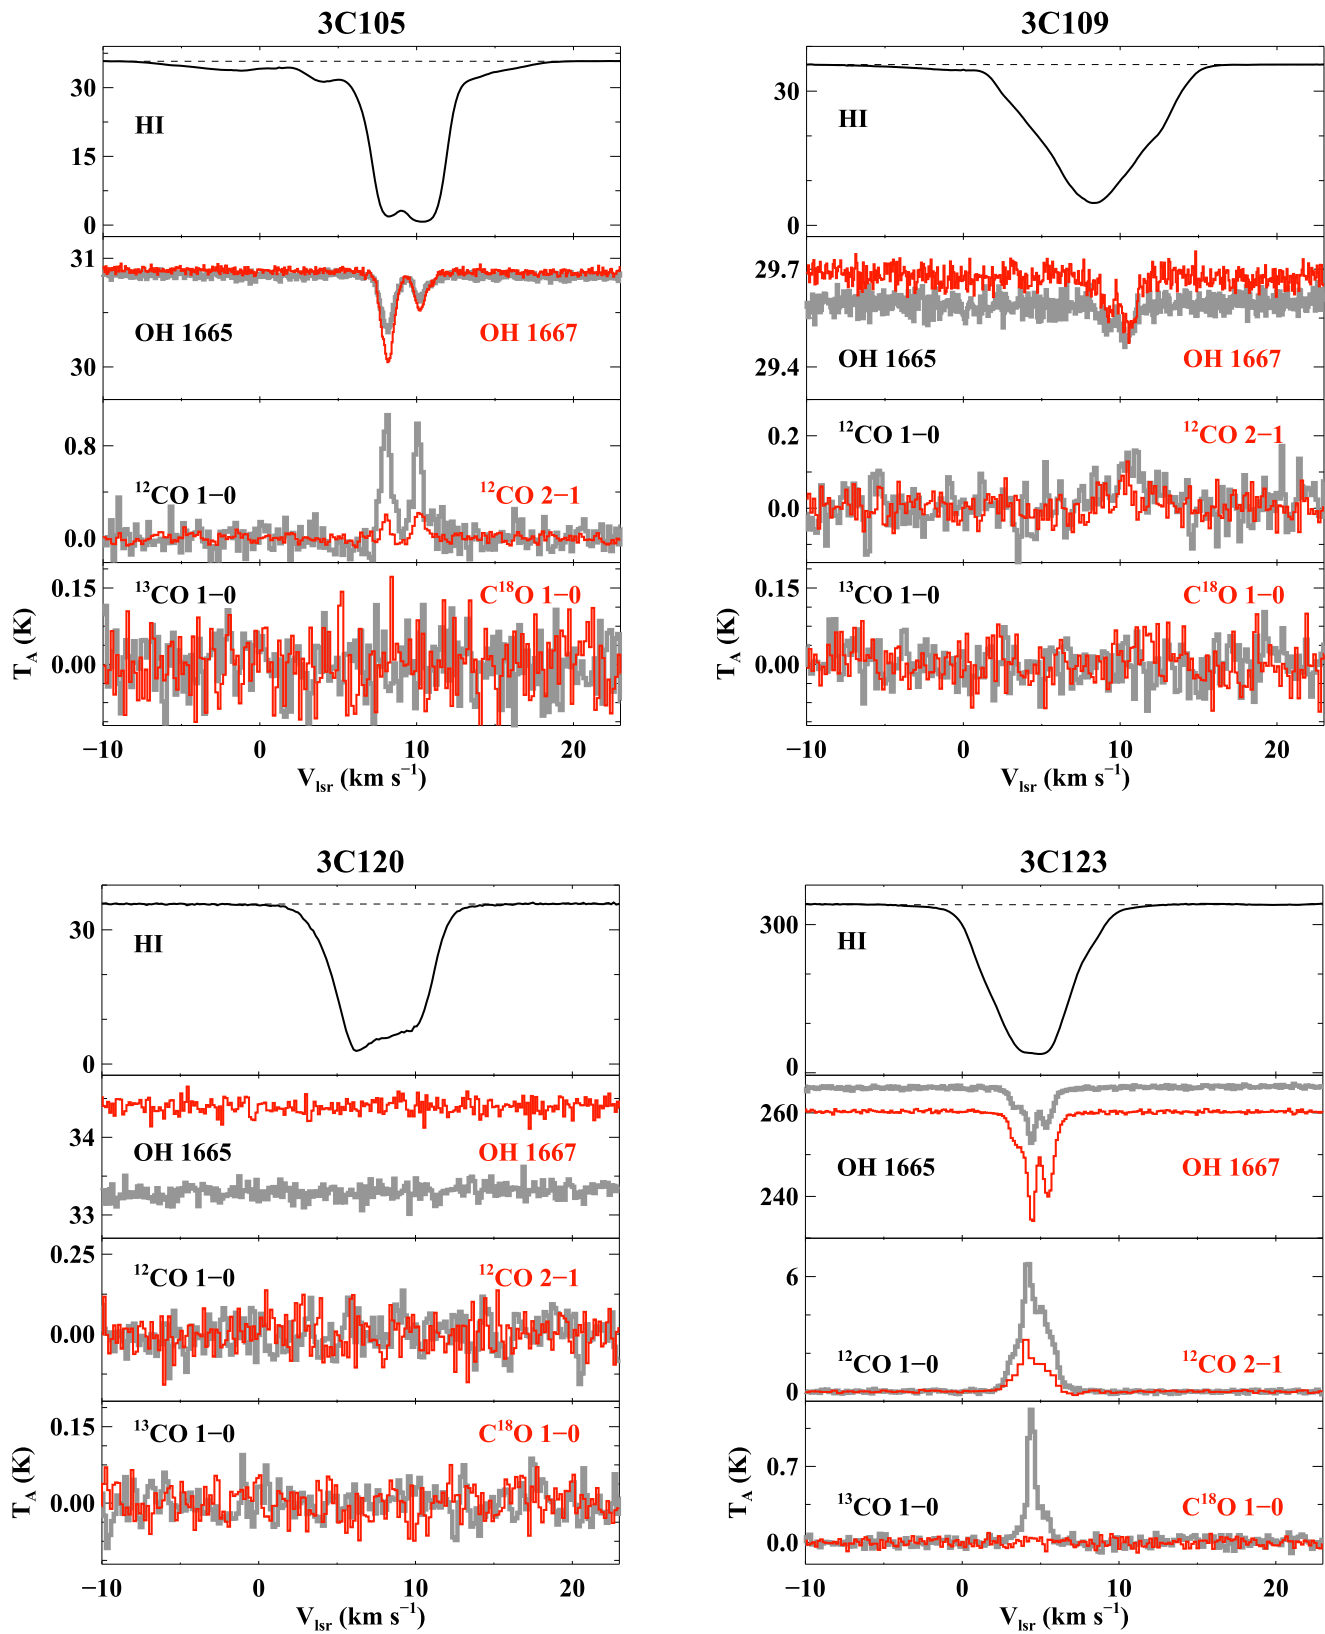 3C105
30
15
0
HI
31
30
OH 1665
OH 1667
0.8
0.0
¹²CO 1−0
¹²CO 2−1
0.15
0.00
¹³CO 1−0
C¹⁸O 1−0
T_A (K)
−10 0 10 20
V_lsr (km s⁻¹)
3C109
30
0
HI
29.7
29.4
OH 1665
OH 1667
0.2
0.0
¹²CO 1−0
¹²CO 2−1
0.15
0.00
¹³CO 1−0
C¹⁸O 1−0
T_A (K)
−10 0 10 20
V_lsr (km s⁻¹)
3C120
30
0
HI
34
33
OH 1665
OH 1667
0.25
0.00
¹²CO 1−0
¹²CO 2−1
0.15
0.00
¹³CO 1−0
C¹⁸O 1−0
T_A (K)
−10 0 10 20
V_lsr (km s⁻¹)
3C123
300
0
HI
260
240
OH 1665
OH 1667
6
0
¹²CO 1−0
¹²CO 2−1
0.7
0.0
¹³CO 1−0
C¹⁸O 1−0
T_A (K)
−10 0 10 20
V_lsr (km s⁻¹)